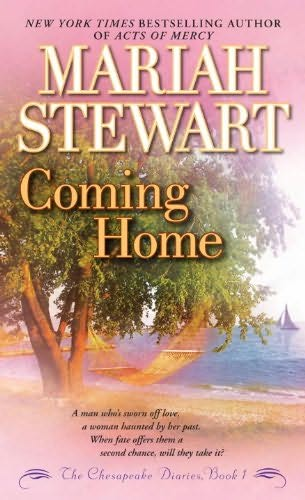 NEW YORK TIMES BESTSELLING AUTHOR
OF ACTS OF MERCY
MARIAH
STEWART
Coming
Home
A man who's sworn off love,
a woman haunted by her past.
When fate offers them a
second chance, will they take it?
The Chesapeake Diaries, Book 1